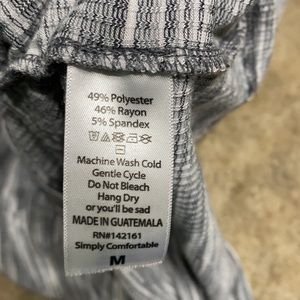 49% Polyester
46% Rayon
5% Spandex
Machine Wash Cold
Gentle Cycle
Do Not Bleach
Hang Dry
or you'll be sad
MADE IN GUATEMALA
RN#142161
Simply Comfortable
M